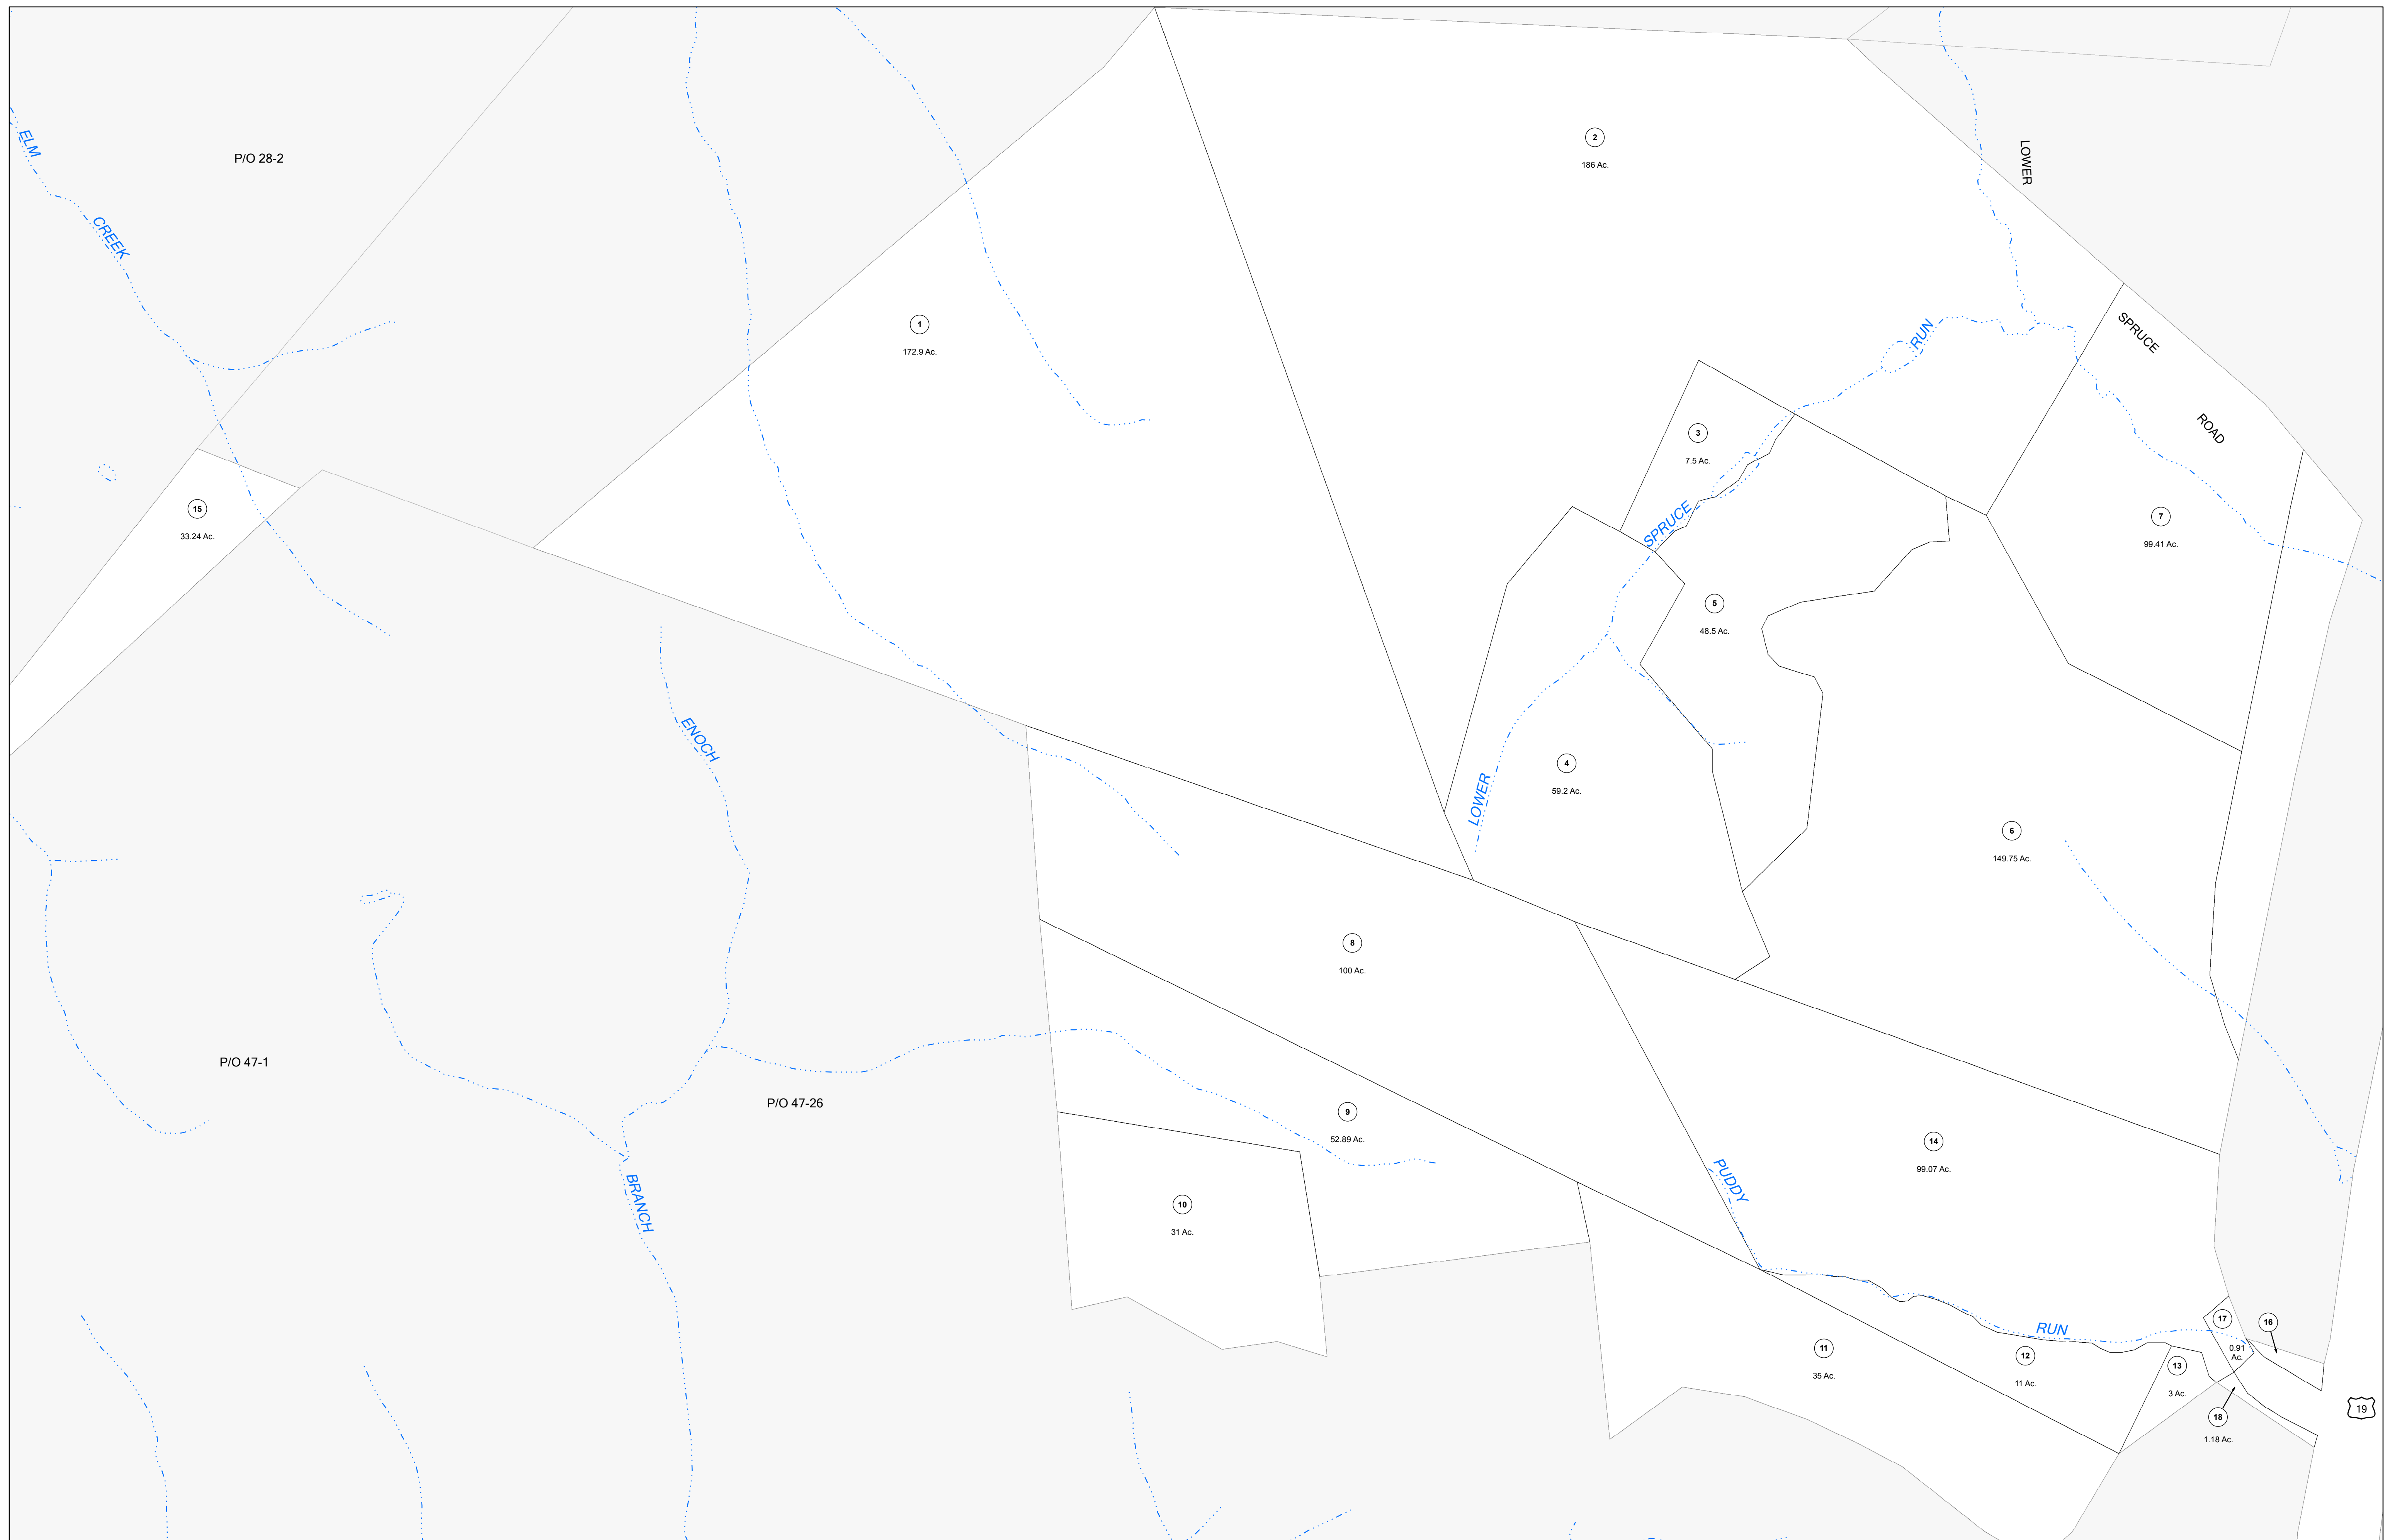 P/O 28-2
ELM
CREEK
1
172.9 Ac.
2
186 Ac.
LOWER
SPRUCE
ROAD
RUN
SPRUCE
LOWER
3
7.5 Ac.
4
59.2 Ac.
5
48.5 Ac.
6
149.75 Ac.
7
99.41 Ac.
15
33.24 Ac.
ENOCH
BRANCH
P/O 47-1
P/O 47-26
8
100 Ac.
9
52.89 Ac.
10
31 Ac.
14
99.07 Ac.
PUDDY
RUN
11
35 Ac.
12
11 Ac.
13
3 Ac.
17
0.91
Ac.
16
18
1.18 Ac.
19